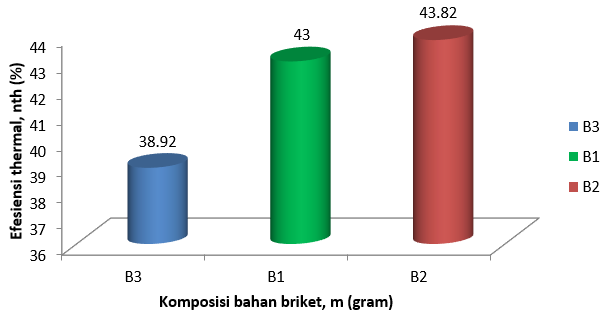 43.82
43
38.92
44
43
42
41
40
39
38
37
36
Efesiensi thermal, nth (%)
B3
B1
B2
Komposisi bahan briket, m (gram)
B3
B1
B2